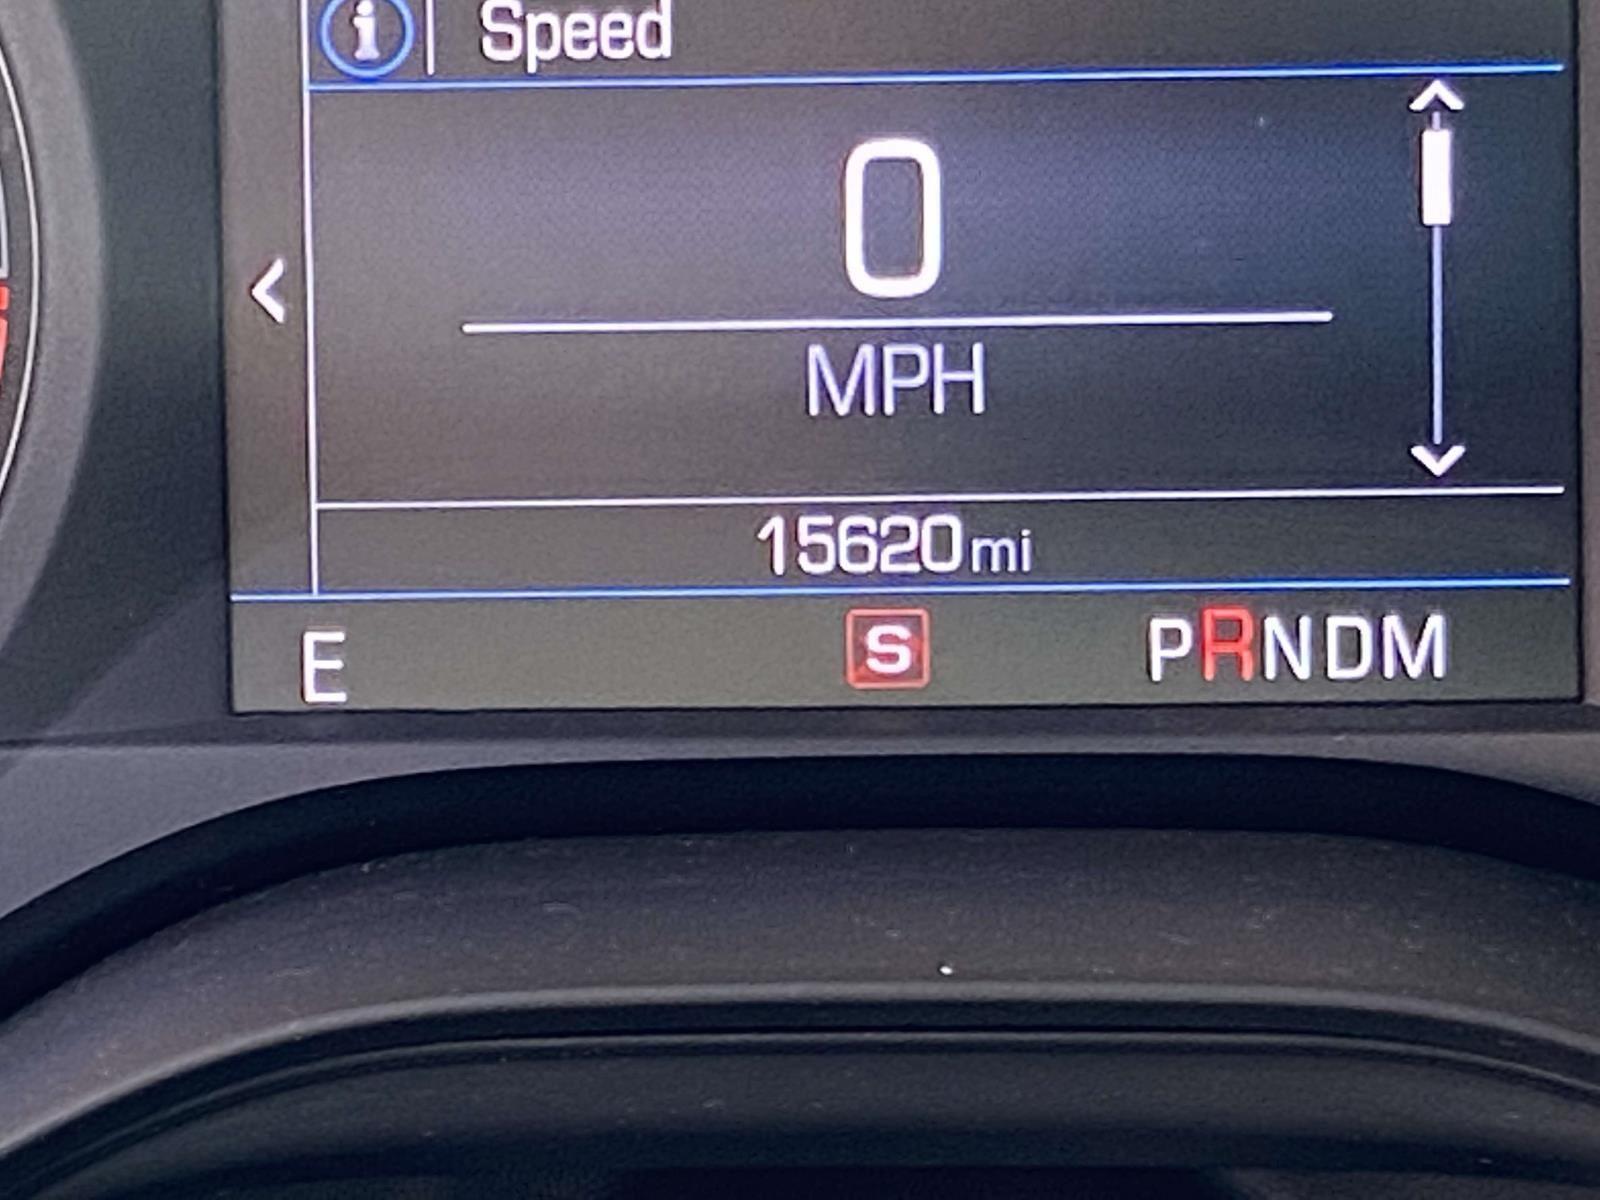 i Speed
0
MPH
15620mi
E S PRNDM